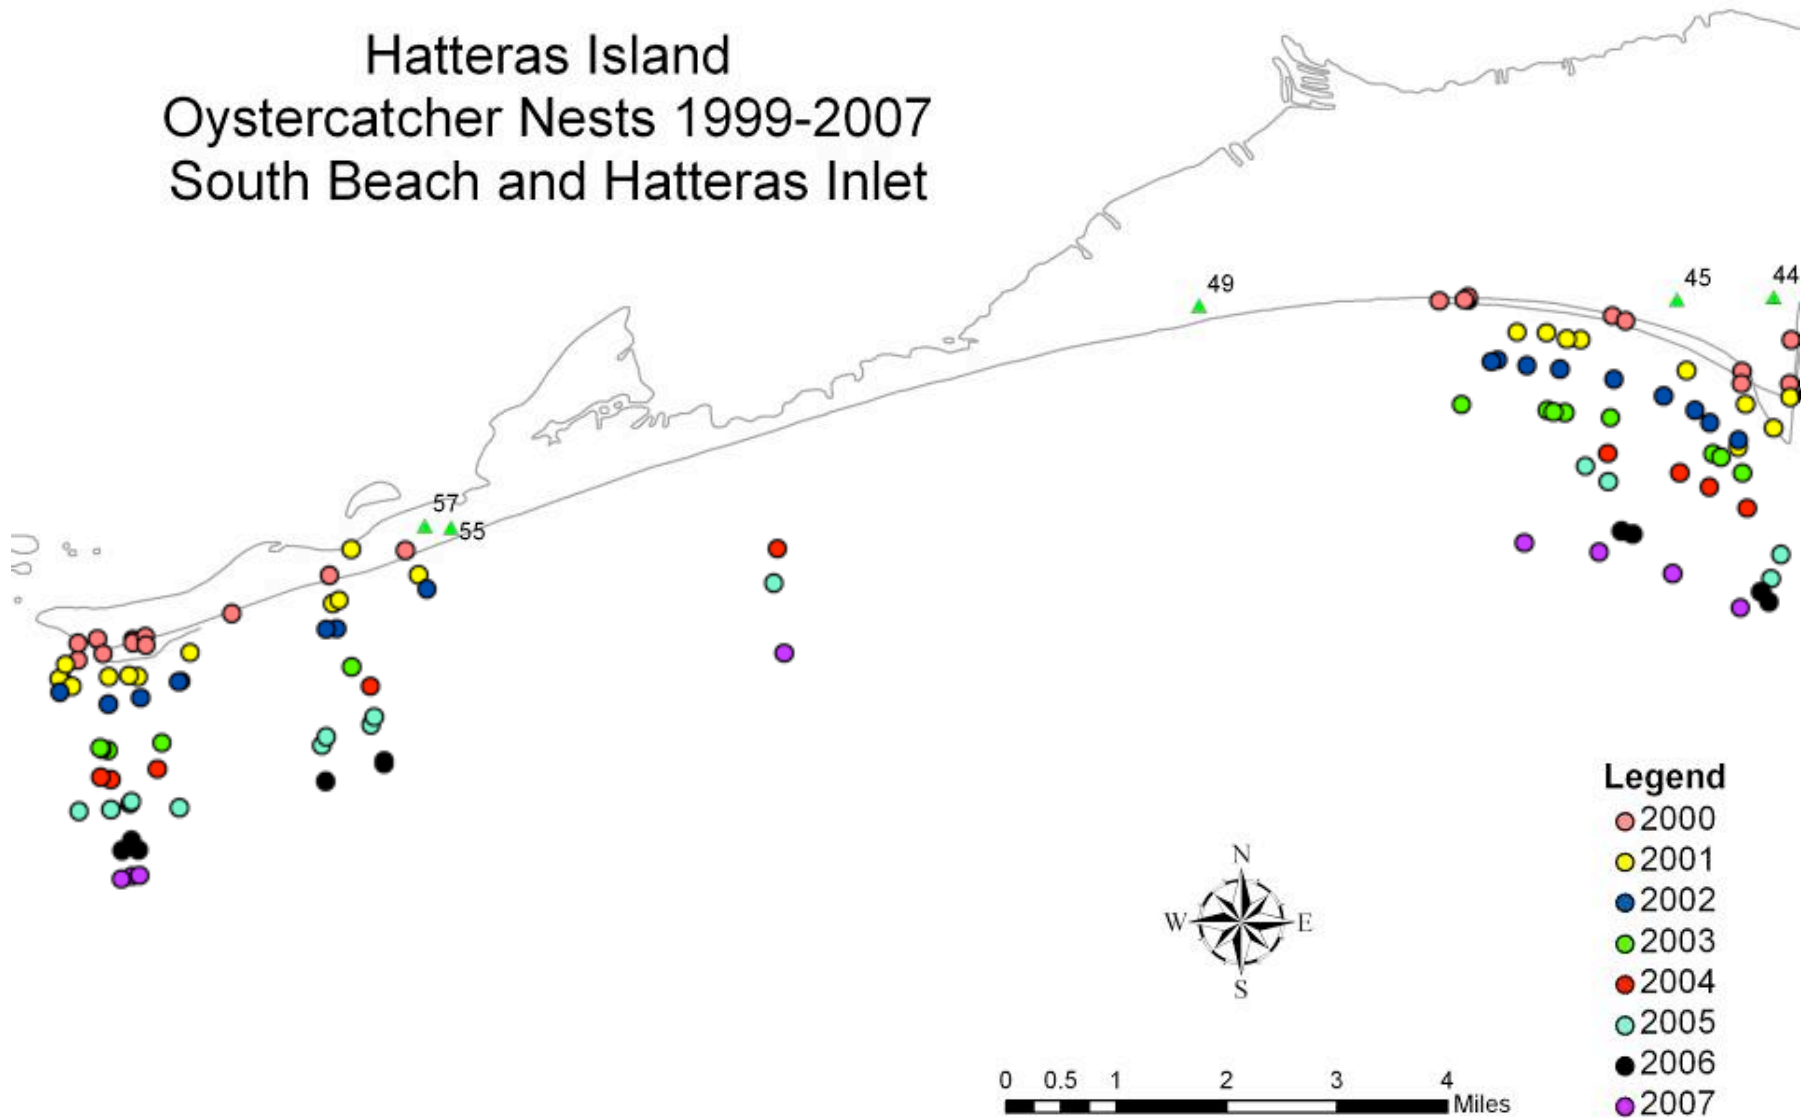 Hatteras Island
Oystercatcher Nests 1999-2007
South Beach and Hatteras Inlet
49
45
44
57
55
Legend
2000
2001
2002
2003
2004
2005
2006
2007
N
W E
S
0 0.5 1 2 3 4
Miles